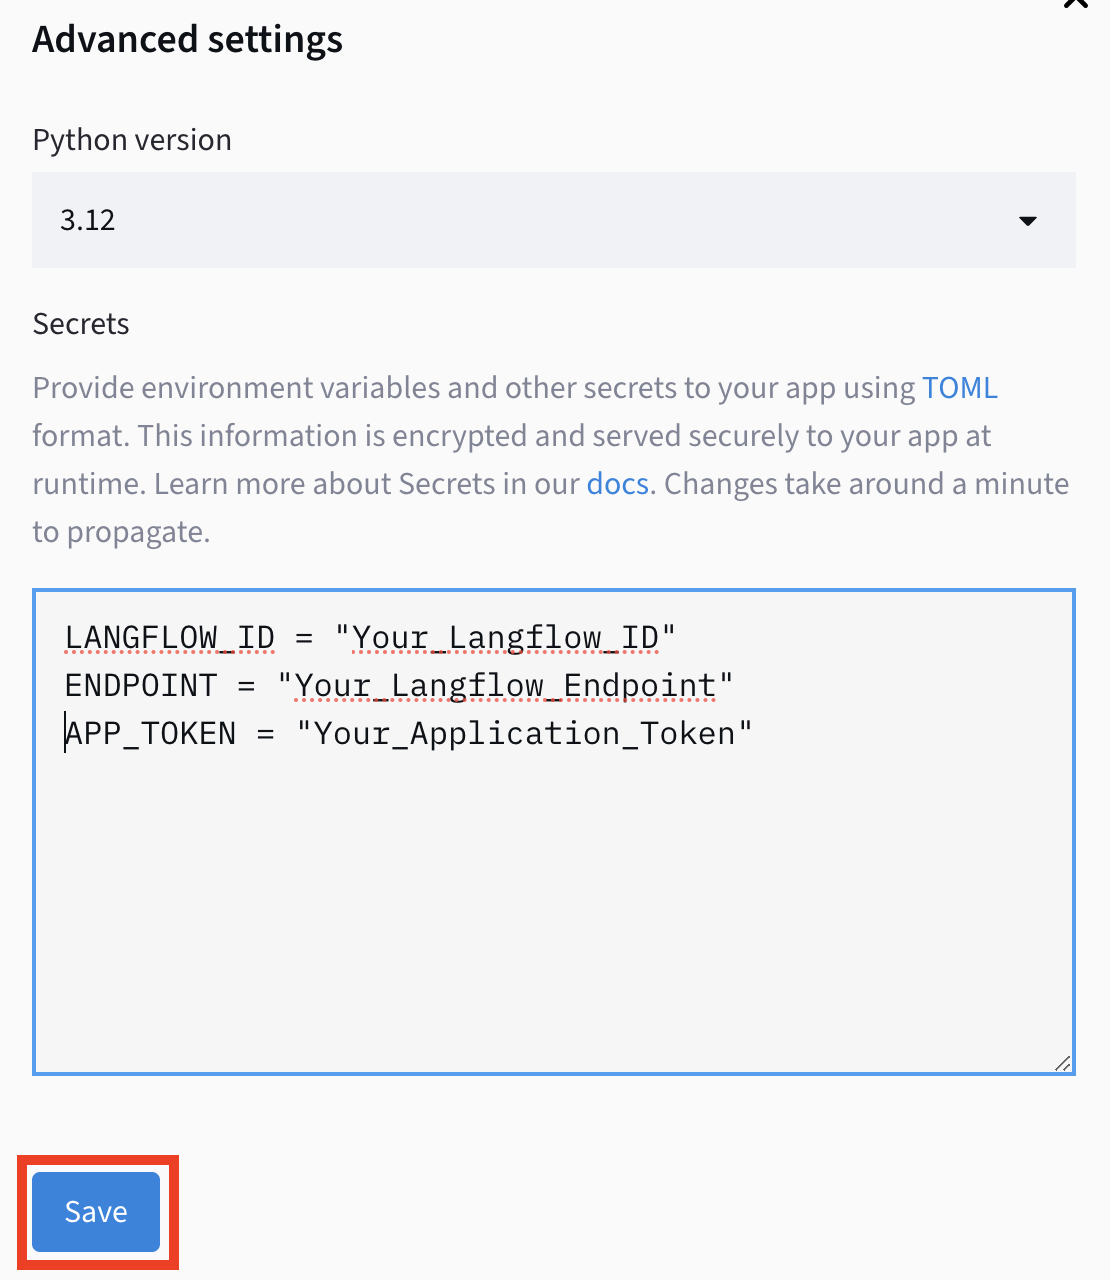 Advanced settings
Python version
3.12
Secrets
Provide environment variables and other secrets to your app using TOML
format. This information is encrypted and served securely to your app at
runtime. Learn more about Secrets in our docs. Changes take around a minute
to propagate.
LANGFLOW_ID = "Your_Langflow_ID"
ENDPOINT = "Your_Langflow_Endpoint"
APP_TOKEN = "Your_Application_Token"
Save